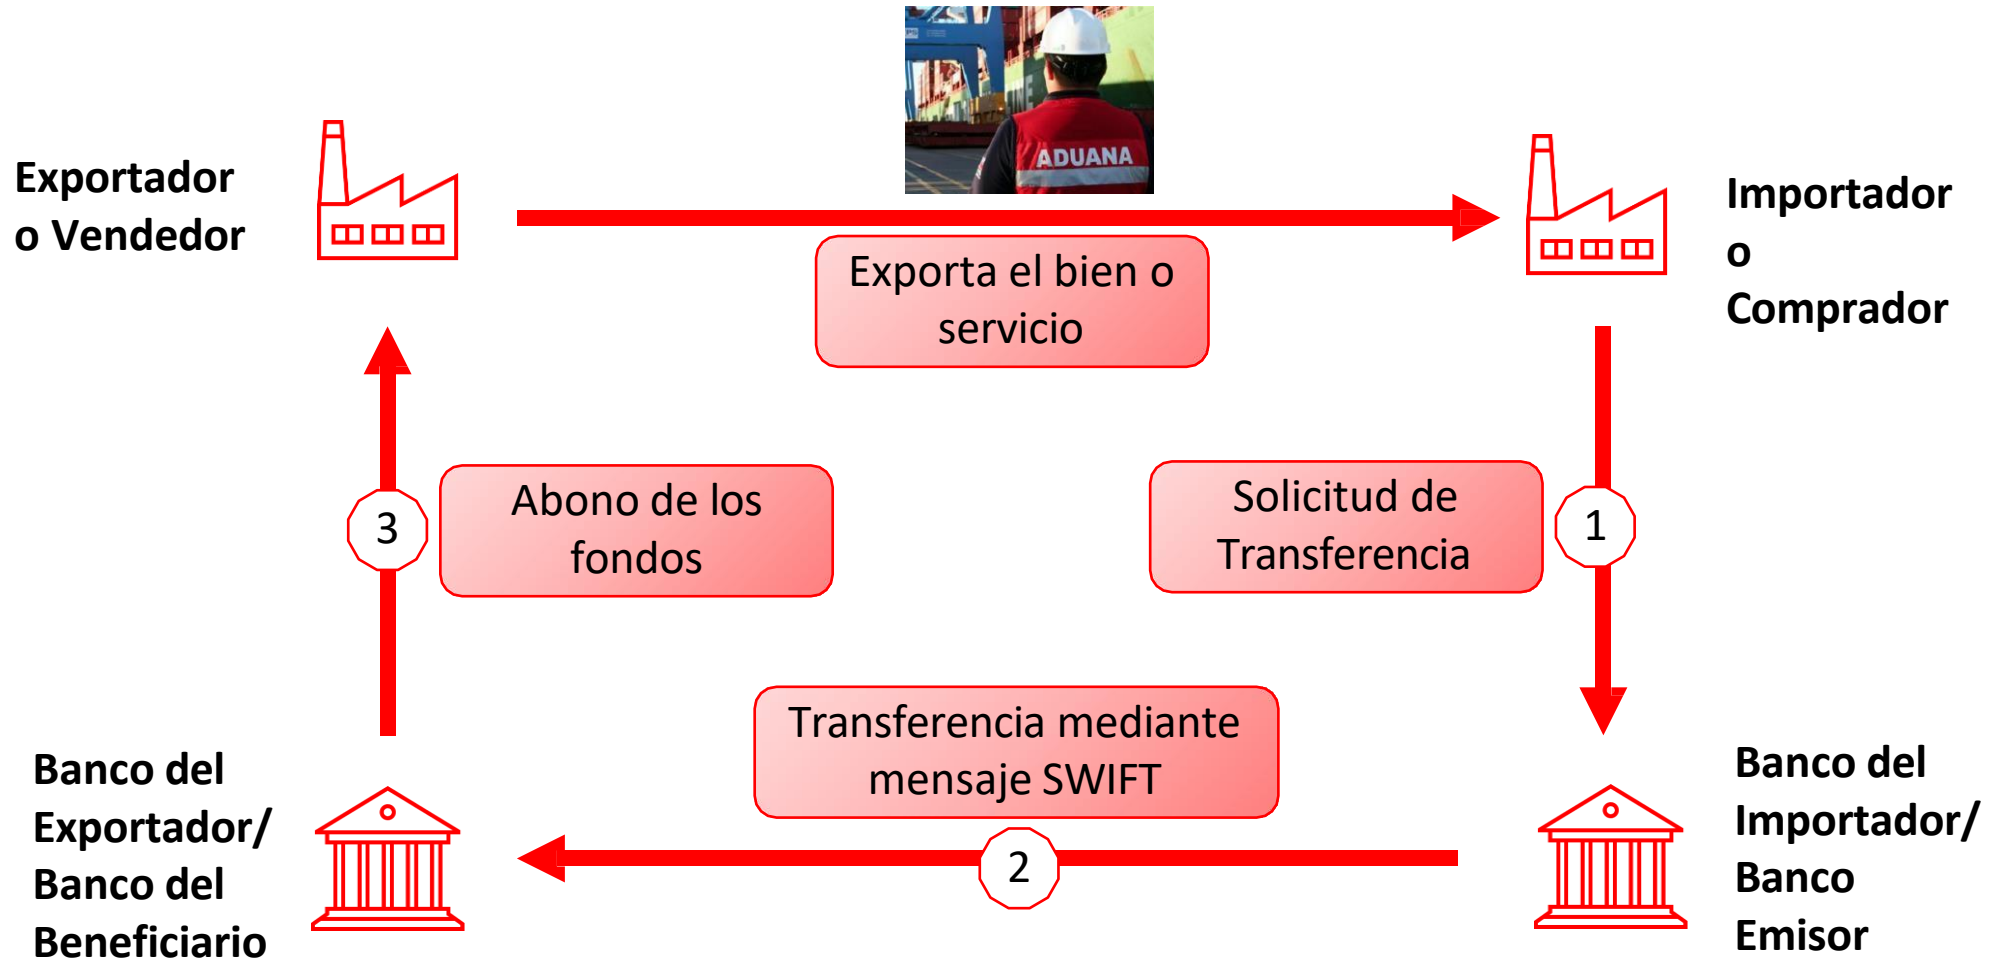 ADUANA
Exportador
o Vendedor
Importador
o
Comprador
Exporta el bien o
servicio
3
Abono de los
fondos
Solicitud de
Transferencia
1
Transferencia mediante
mensaje SWIFT
2
Banco del
Exportador/
Banco del
Beneficiario
Banco del
Importador/
Banco
Emisor